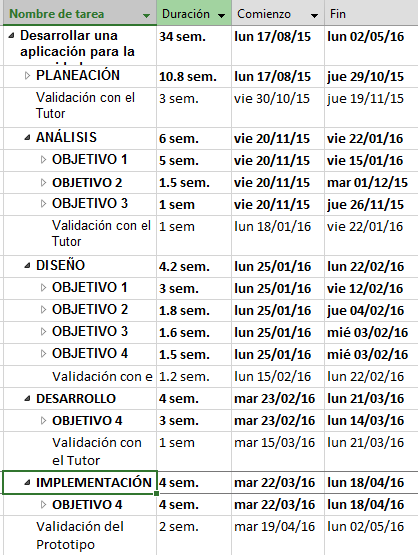 Nombre de tarea Duración Comienzo Fin
Desarrollar una 34 sem. lun 17/08/15 lun 02/05/16
aplicación para la
PLANEACIÓN 10.8 sem. lun 17/08/15 jue 29/10/15
Validación con el 3 sem. vie 30/10/15 jue 19/11/15
Tutor
ANÁLISIS 6 sem. vie 20/11/15 vie 22/01/16
OBJETIVO 1 5 sem. vie 20/11/15 vie 15/01/16
OBJETIVO 2 1.5 sem. vie 20/11/15 mar 01/12/15
OBJETIVO 3 1 sem vie 20/11/15 jue 26/11/15
Validación con el 1 sem lun 18/01/16 vie 22/01/16
Tutor
DISEÑO 4.2 sem. lun 25/01/16 lun 22/02/16
OBJETIVO 1 3 sem. lun 25/01/16 vie 12/02/16
OBJETIVO 2 1.8 sem. lun 25/01/16 jue 04/02/16
OBJETIVO 3 1.6 sem. lun 25/01/16 mié 03/02/16
OBJETIVO 4 1.5 sem. lun 25/01/16 mié 03/02/16
Validación con e 1.2 sem. lun 15/02/16 lun 22/02/16
DESARROLLO 4 sem. mar 23/02/16 lun 21/03/16
OBJETIVO 4 3 sem. mar 23/02/16 lun 14/03/16
Validación con 1 sem mar 15/03/16 lun 21/03/16
el Tutor
IMPLEMENTACIÓN 4 sem. mar 22/03/16 lun 18/04/16
OBJETIVO 4 4 sem. mar 22/03/16 lun 18/04/16
Validación del 2 sem. mar 19/04/16 lun 02/05/16
Prototipo